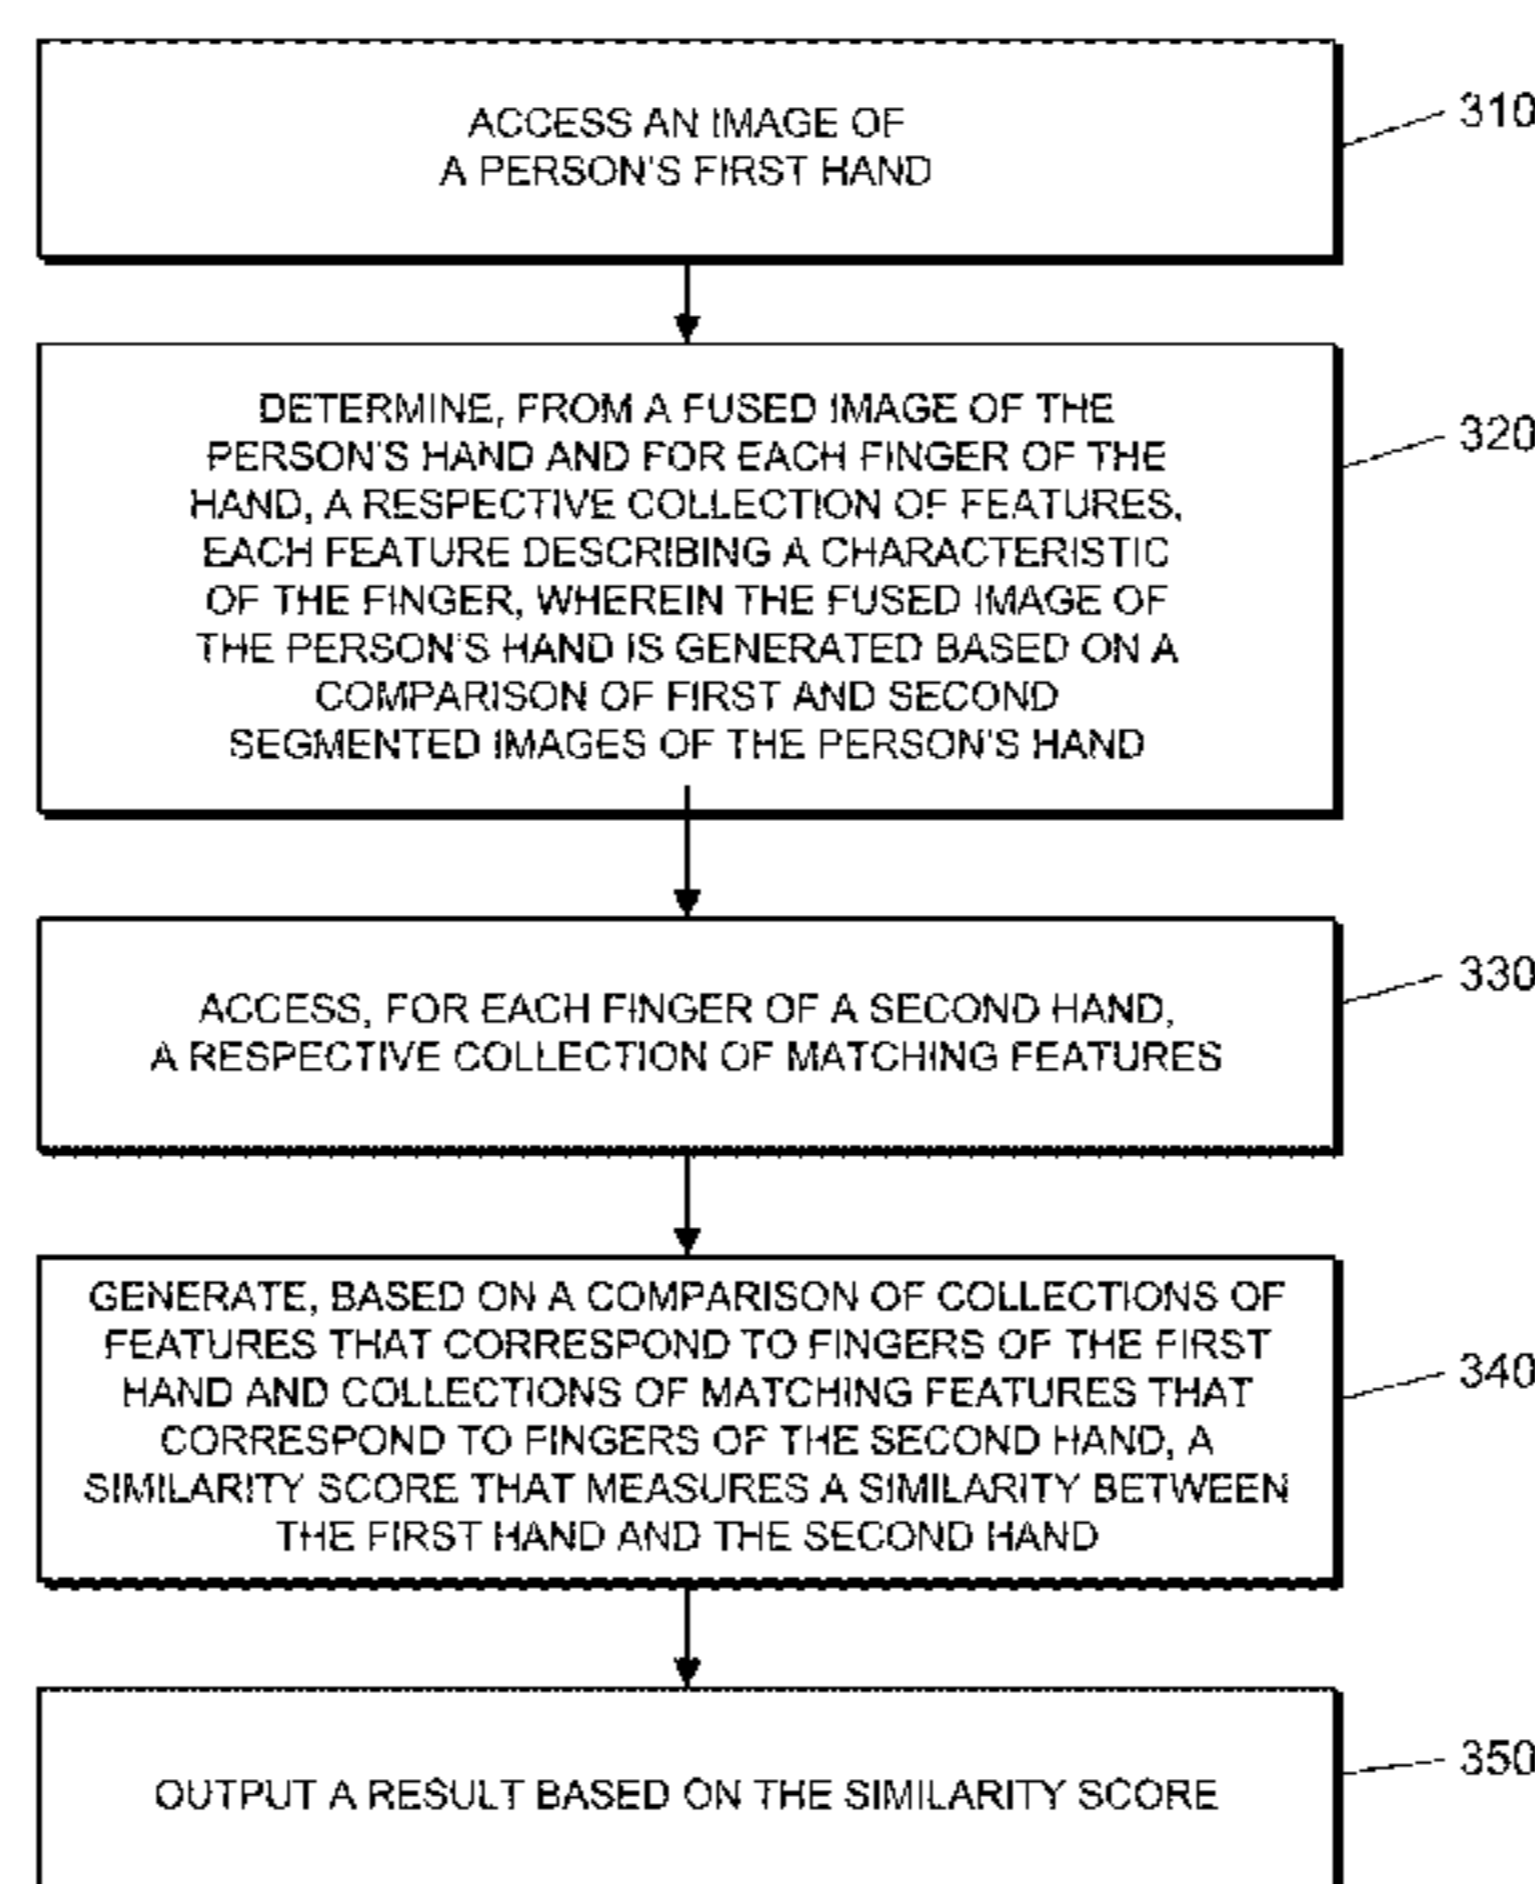 ACCESS AN IMAGE OF
A PERSON'S FIRST HAND
310
DETERMINE, FROM A FUSED IMAGE OF THE
PERSON'S HAND AND FOR EACH FINGER OF THE
HAND, A RESPECTIVE COLLECTION OF FEATURES,
EACH FEATURE DESCRIBING A CHARACTERISTIC
OF THE FINGER, WHEREIN THE FUSED IMAGE OF
THE PERSON'S HAND IS GENERATED BASED ON A
COMPARISON OF FIRST AND SECOND
SEGMENTED IMAGES OF THE PERSON'S HAND
320
ACCESS, FOR EACH FINGER OF A SECOND HAND,
A RESPECTIVE COLLECTION OF MATCHING FEATURES
330
GENERATE, BASED ON A COMPARISON OF COLLECTIONS OF
FEATURES THAT CORRESPOND TO FINGERS OF THE FIRST
HAND AND COLLECTIONS OF MATCHING FEATURES THAT
CORRESPOND TO FINGERS OF THE SECOND HAND, A
SIMILARITY SCORE THAT MEASURES A SIMILARITY BETWEEN
THE FIRST HAND AND THE SECOND HAND
340
OUTPUT A RESULT BASED ON THE SIMILARITY SCORE
350